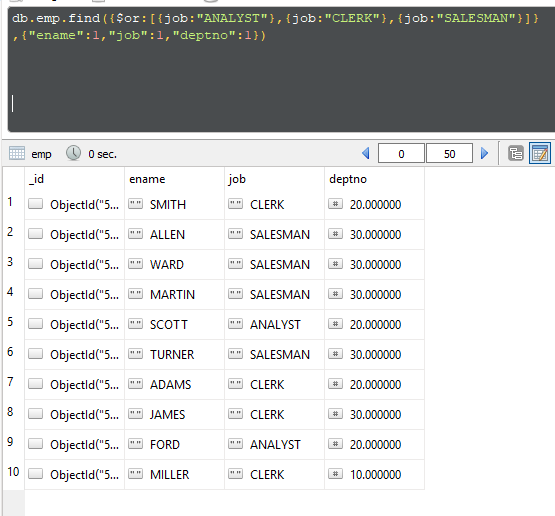 db.emp.find({$or:[{job:"ANALYST"},{job:"CLERK"},{job:"SALESMAN"}]}
,{"ename":1,"job":1,"deptno":1})
emp 0 sec. 0 50
_id ename job deptno
1 ObjectId("5... "" SMITH "" CLERK # 20.000000
2 ObjectId("5... "" ALLEN "" SALESMAN # 30.000000
3 ObjectId("5... "" WARD "" SALESMAN # 30.000000
4 ObjectId("5... "" MARTIN "" SALESMAN # 30.000000
5 ObjectId("5... "" SCOTT "" ANALYST # 20.000000
6 ObjectId("5... "" TURNER "" SALESMAN # 30.000000
7 ObjectId("5... "" ADAMS "" CLERK # 20.000000
8 ObjectId("5... "" JAMES "" CLERK # 30.000000
9 ObjectId("5... "" FORD "" ANALYST # 20.000000
10 ObjectId("5... "" MILLER "" CLERK # 10.000000